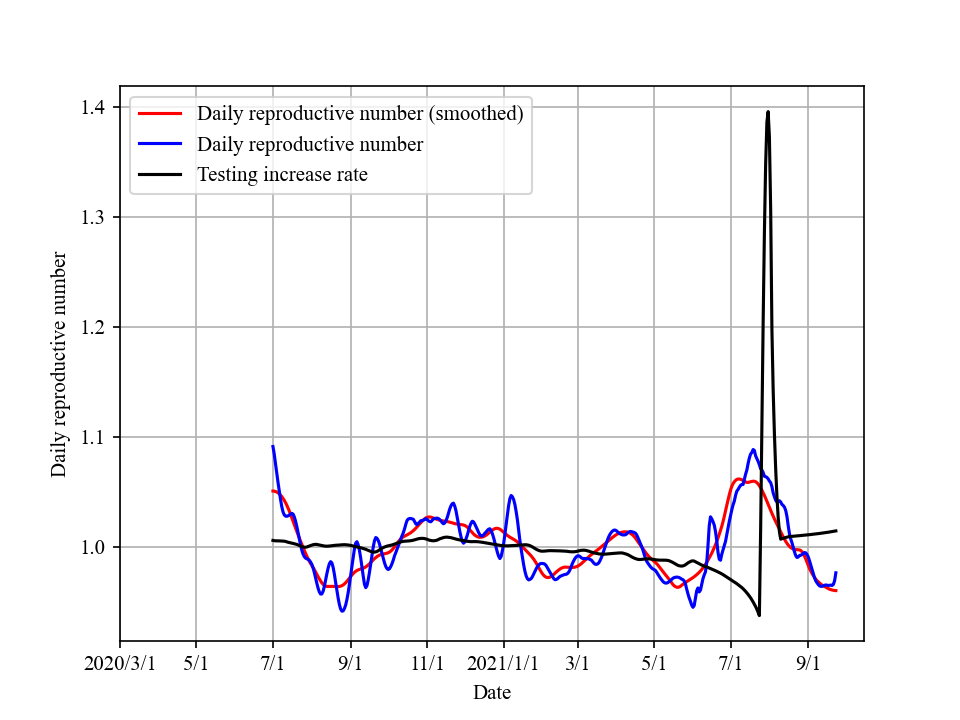 Daily reproductive number (smoothed)
Daily reproductive number
Testing increase rate
Daily reproductive number
1.4
1.3
1.2
1.1
1.0
2020/3/1 5/1 7/1 9/1 11/1 2021/1/1 3/1 5/1 7/1 9/1
Date